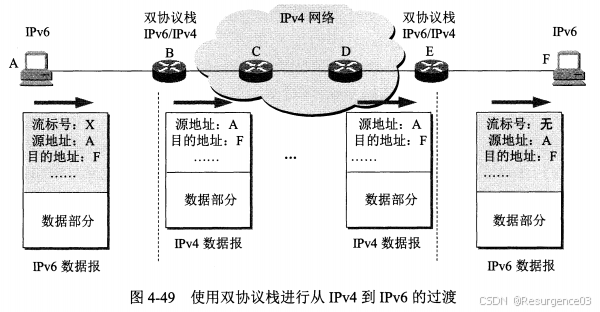 IPv6
双协议栈
IPv6/IPv4
IPv4 网络
双协议栈
IPv6/IPv4
IPv6
A
B
C
D
E
F
流标号：X
源地址：A
目的地址：F
……
数据部分
IPv6 数据报
源地址：A
目的地址：F
……
数据部分
IPv4 数据报
...
源地址：A
目的地址：F
……
数据部分
IPv4 数据报
流标号：无
源地址：A
目的地址：F
……
数据部分
IPv6 数据报
图 4-49 使用双协议栈进行从 IPv4 到 IPv6 的过渡
CSDN @Resurgence03